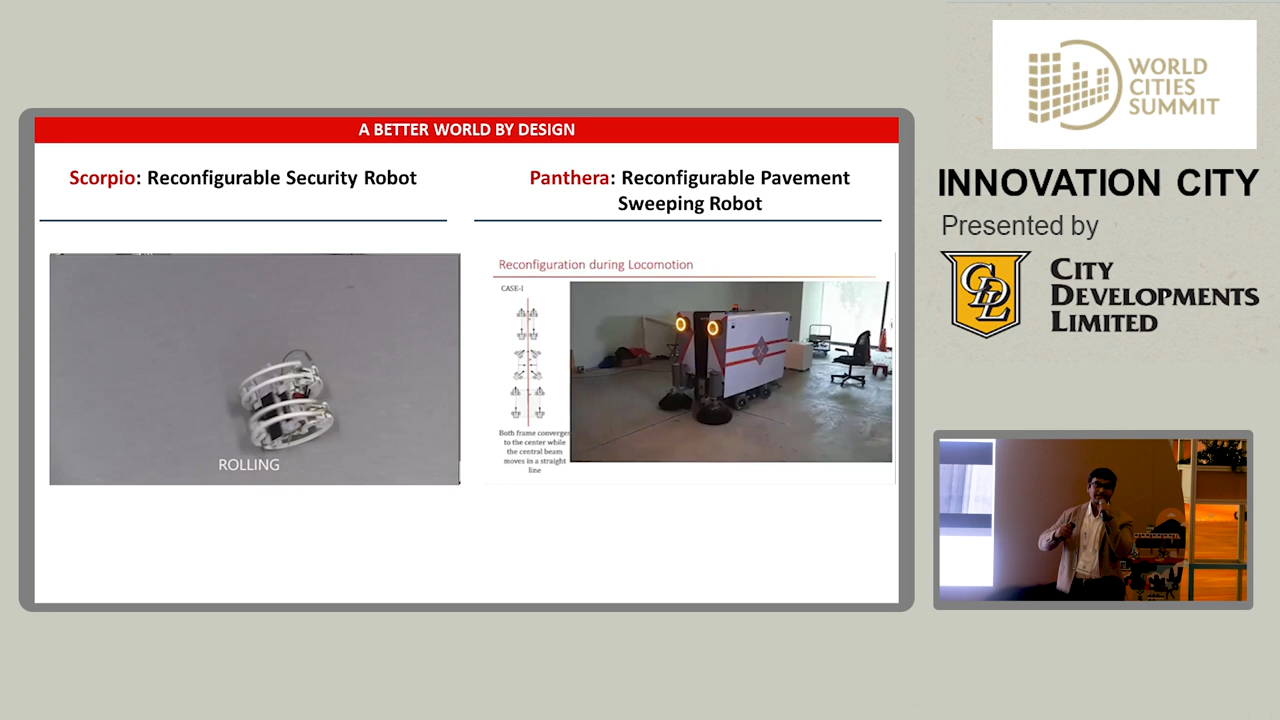 A BETTER WORLD BY DESIGN
Scorpio: Reconfigurable Security Robot
ROLLING
Panthera: Reconfigurable Pavement
Sweeping Robot
Reconfiguration during Locomotion
CASE-I
Both frame converges
to the center while
the central beam
moves in a straight
line
WORLD
CITIES
SUMMIT
INNOVATION CITY
Presented by
CDL
CITY
DEVELOPMENTS
LIMITED